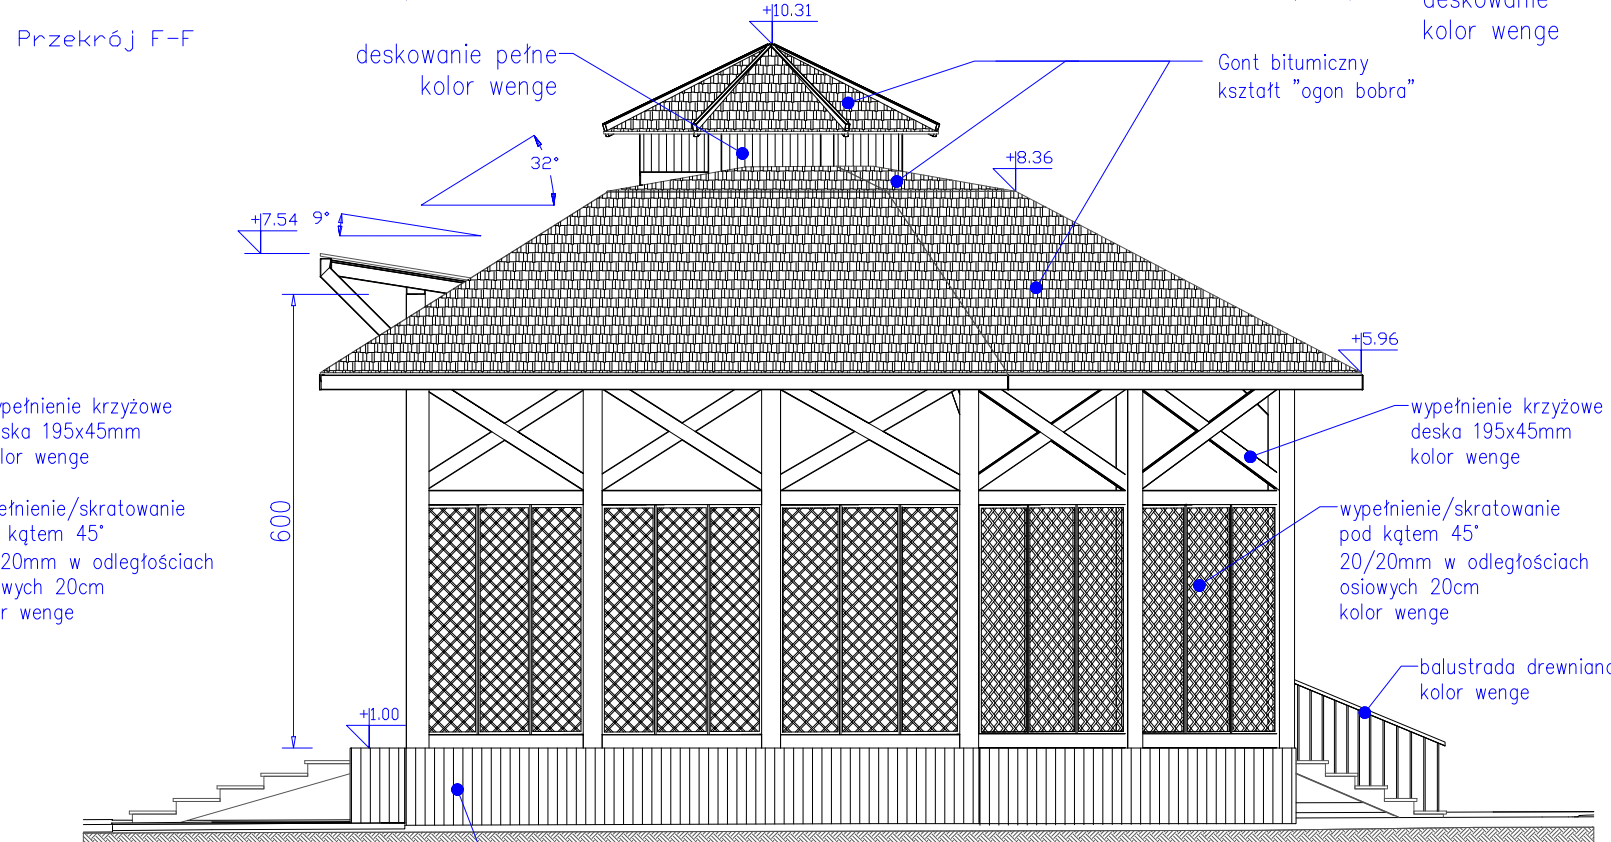 Przekrój F-F
deskowanie pełne
kolor wenge
+10.31
deskowanie
kolor wenge
Gont bitumiczny
kształt "ogon bobra"
32°
9°
+7.54
+8.36
+5.96
600
+1.00
ypełnienie krzyżowe
ska 195x45mm
lor wenge
ełnienie/skratowanie
kątem 45°
20mm w odległościach
wych 20cm
r wenge
wypełnienie krzyżowe
deska 195x45mm
kolor wenge
wypełnienie/skratowanie
pod kątem 45°
20/20mm w odległościach
osiowych 20cm
kolor wenge
balustrada drewniana
kolor wenge